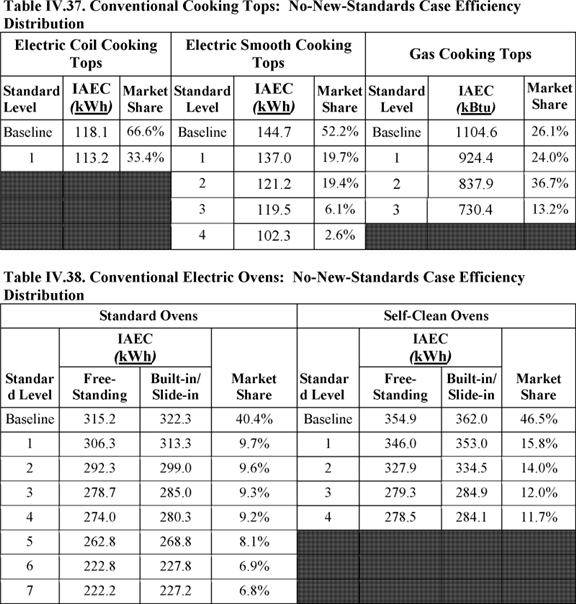 Table IV.37. Conventional Cooking Tops: No-New-Standards Case Efficiency
Distribution
Electric Coil Cooking Tops | Electric Smooth Cooking Tops | Gas Cooking Tops
Standard Level | IAEC (kWh) | Market Share | Standard Level | IAEC (kWh) | Market Share | Standard Level | IAEC (kBtu) | Market Share
Baseline | 118.1 | 66.6% | Baseline | 144.7 | 52.2% | Baseline | 1104.6 | 26.1%
1 | 113.2 | 33.4% | 1 | 137.0 | 19.7% | 1 | 924.4 | 24.0%
2 | 121.2 | 19.4% | 2 | 837.9 | 36.7%
3 | 119.5 | 6.1% | 3 | 730.4 | 13.2%
4 | 102.3 | 2.6%
Table IV.38. Conventional Electric Ovens: No-New-Standards Case Efficiency
Distribution
Standard Ovens | Self-Clean Ovens
IAEC (kWh) | IAEC (kWh)
Standar d Level | Free-Standing | Built-in/ Slide-in | Market Share | Standar d Level | Free-Standing | Built-in/ Slide-in | Market Share
Baseline | 315.2 | 322.3 | 40.4% | Baseline | 354.9 | 362.0 | 46.5%
1 | 306.3 | 313.3 | 9.7% | 1 | 346.0 | 353.0 | 15.8%
2 | 292.3 | 299.0 | 9.6% | 2 | 327.9 | 334.5 | 14.0%
3 | 278.7 | 285.0 | 9.3% | 3 | 279.3 | 284.9 | 12.0%
4 | 274.0 | 280.3 | 9.2% | 4 | 278.5 | 284.1 | 11.7%
5 | 262.8 | 268.8 | 8.1%
6 | 222.8 | 227.8 | 6.9%
7 | 222.2 | 227.2 | 6.8%